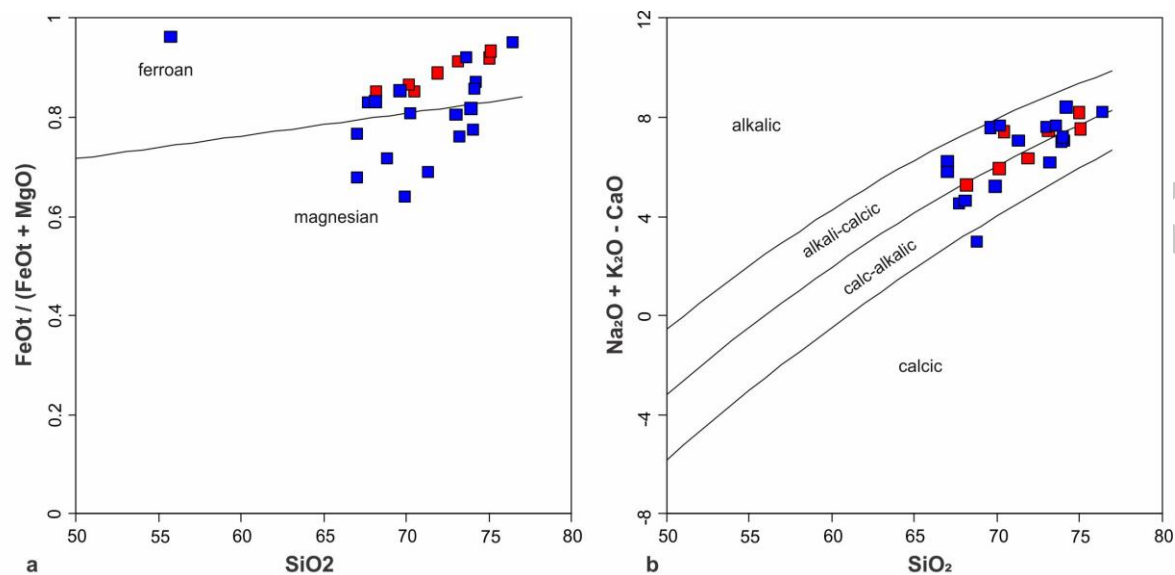 1
0.8
0.6
0.4
0.2
0
FeOt / (FeOt + MgO)
ferroan
magnesian
50 55 60 65 70 75 80
SiO2
a
12
8
4
0
-4
-8
Na₂O + K₂O - CaO
alkalic
alkali-calcic
calc-alkalic
calcic
50 55 60 65 70 75 80
SiO₂
b